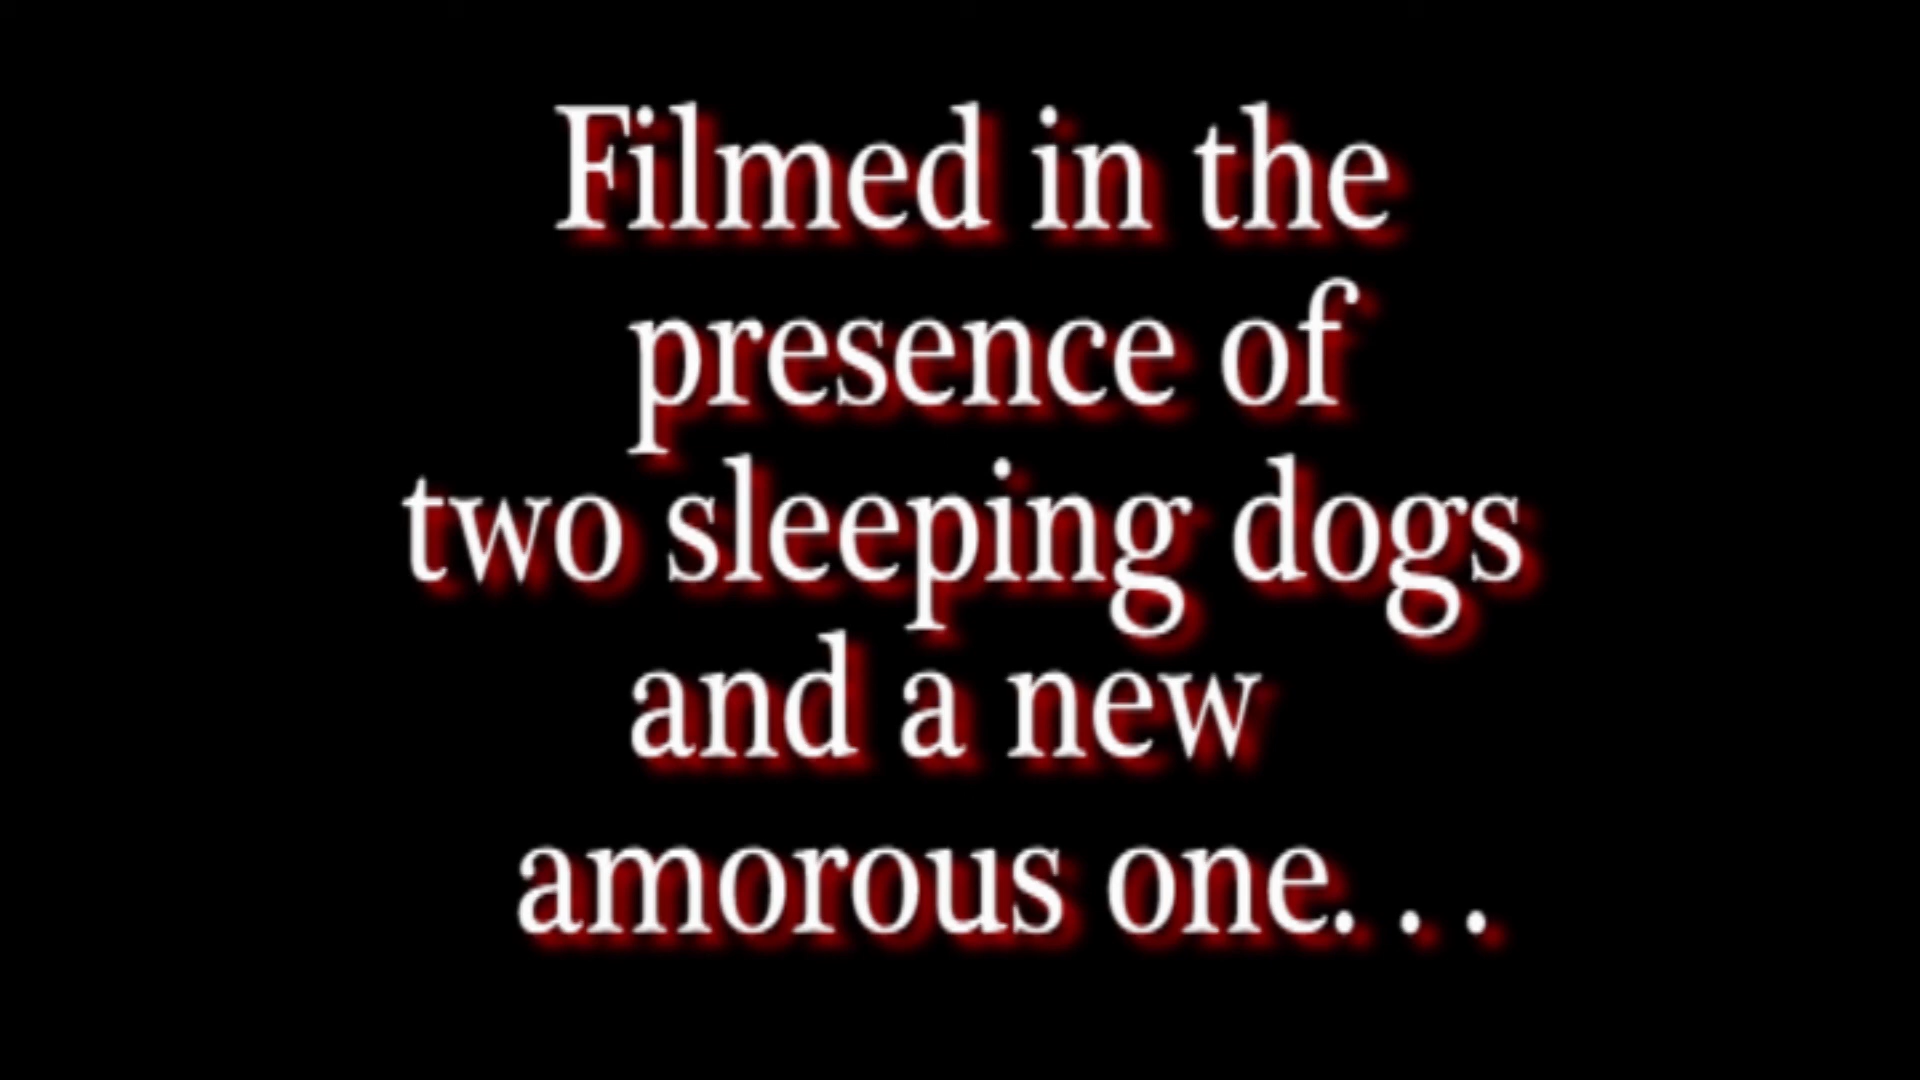 Filmed in the
presence of
two sleeping dogs
and a new
amorous one. . .